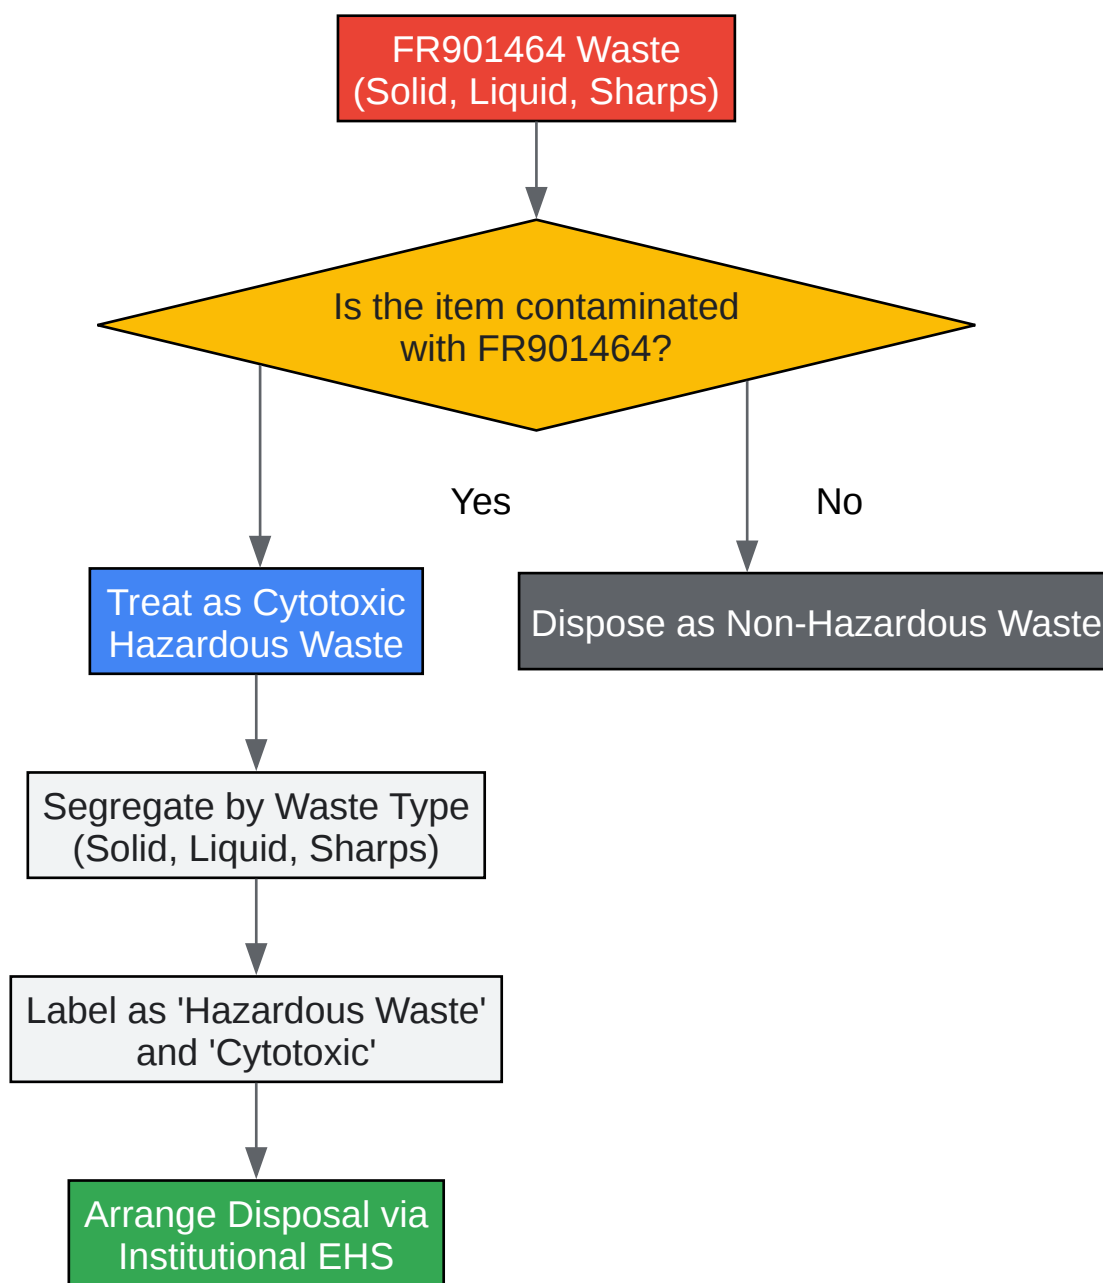 FR901464 Waste
(Solid, Liquid, Sharps)
Is the item contaminated
with FR901464?
Yes
No
Treat as Cytotoxic
Hazardous Waste
Dispose as Non-Hazardous Waste
Segregate by Waste Type
(Solid, Liquid, Sharps)
Label as 'Hazardous Waste'
and 'Cytotoxic'
Arrange Disposal via
Institutional EHS